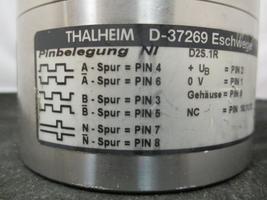 THALHEIM D-37269 Eschwege
Pinbelegung NI D2S.1R
A - Spur = PIN 4
A - Spur = PIN 6
B - Spur = PIN 3
B - Spur = PIN 5
N - Spur = PIN 7
N - Spur = PIN 8
+ UB = PIN 2
0 V = PIN 1
Gehäuse = PIN
NC = PIN